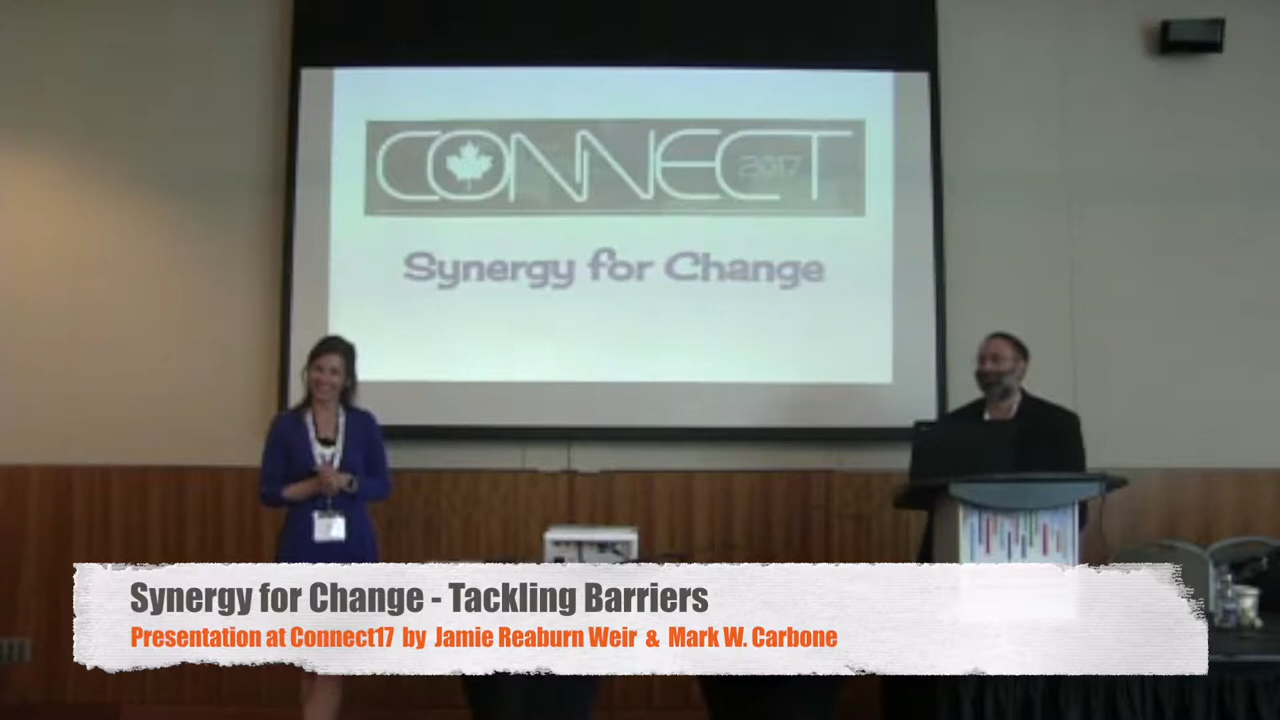 CONNECT 2017
Synergy for Change
Synergy for Change - Tackling Barriers
Presentation at Connect17 by Jamie Reaburn Weir & Mark W. Carbone